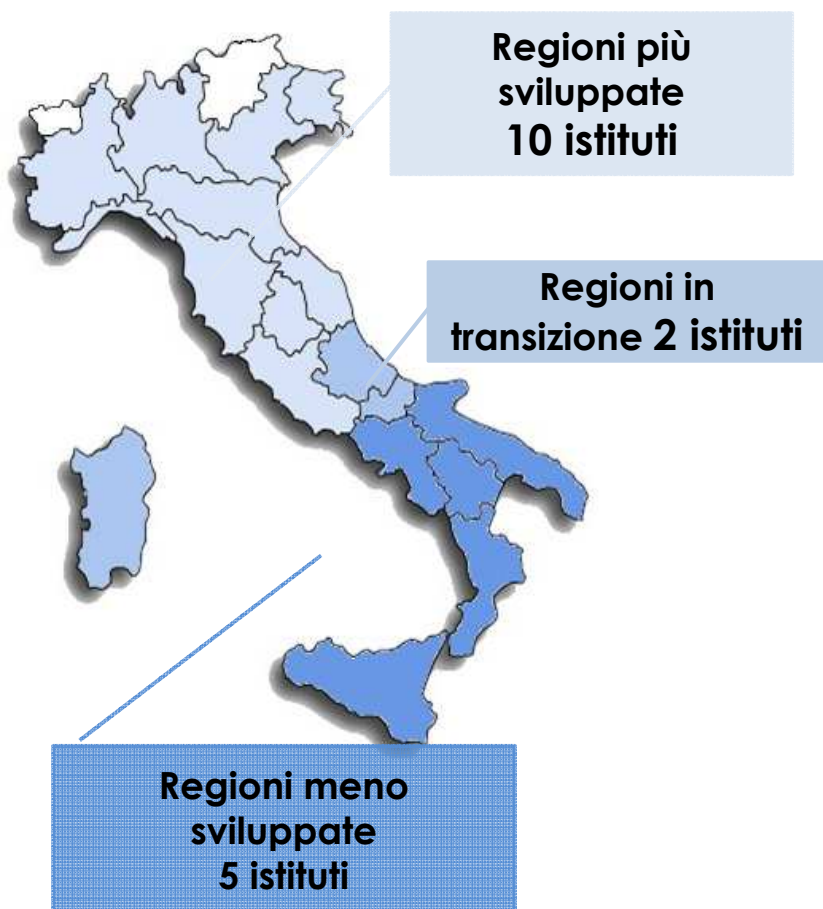 Regioni più
sviluppate
10 istituti
Regioni in
transizione 2 istituti
Regioni meno
sviluppate
5 istituti